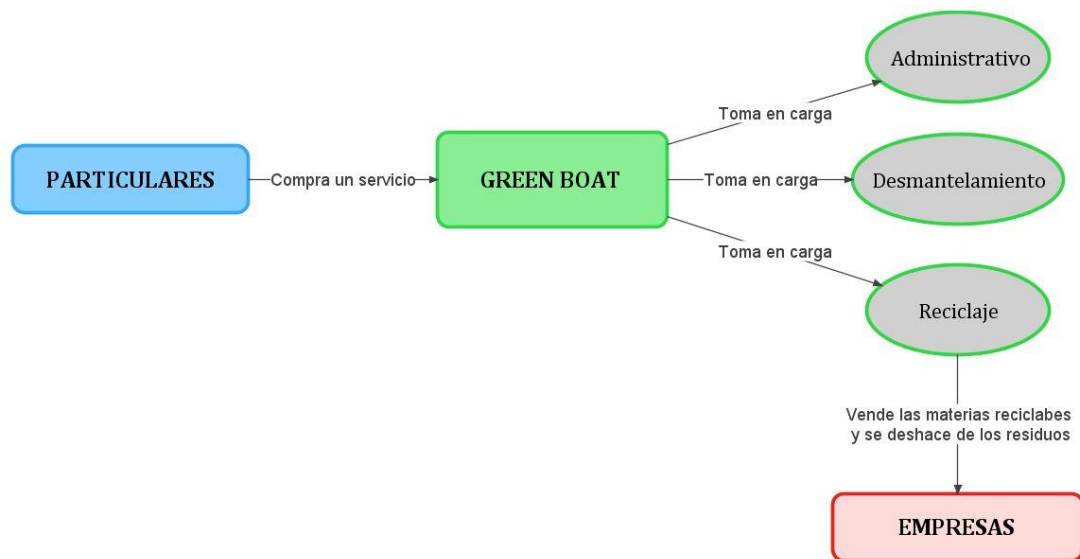 Administrativo
Toma en carga
PARTICULARES
Compra un servicio
GREEN BOAT
Toma en carga
Desmantelamiento
Toma en carga
Reciclaje
Vende las materias reciclabes
y se deshace de los residuos
EMPRESAS